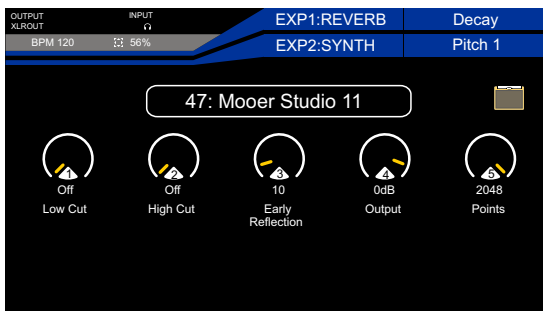 OUTPUT
XLROUT
INPUT
BPM 120
56%
EXP1:REVERB
Decay
EXP2:SYNTH
Pitch 1
47: Mooer Studio 11
1
2
3
4
5
Off
Off
10
0dB
2048
Low Cut
High Cut
Early
Reflection
Output
Points